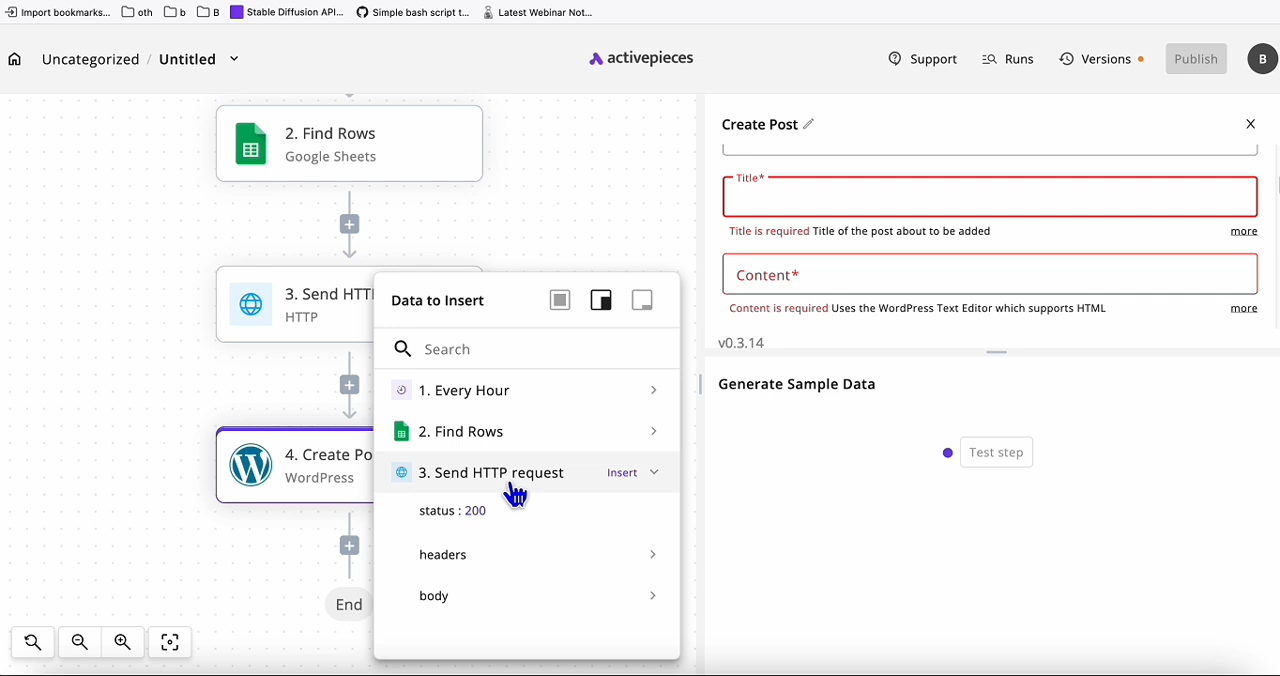 Import bookmarks... oth b B Stable Diffusion API... Simple bash script t... Latest Webinar Not...
Uncategorized / Untitled
activepieces
Support Runs Versions Publish B
2. Find Rows
Google Sheets
3. Send HTT
HTTP
4. Create Po
WordPress
End
Data to Insert
Search
1. Every Hour
2. Find Rows
3. Send HTTP request Insert
status : 200
headers
body
Create Post
Title*
Title is required Title of the post about to be added more
Content*
Content is required Uses the WordPress Text Editor which supports HTML more
v0.3.14
Generate Sample Data
Test step